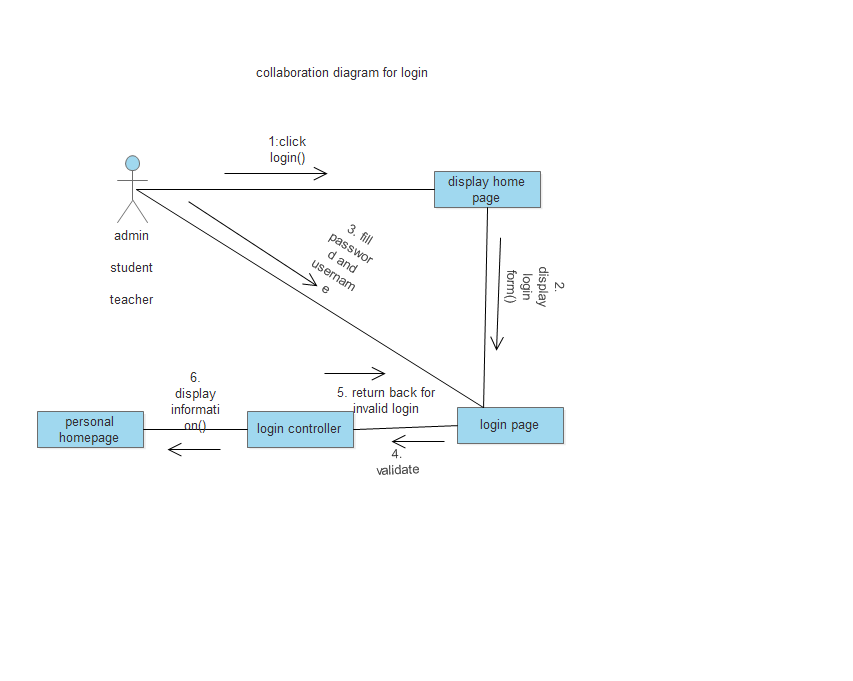 collaboration diagram for login
1:click
login()
display home
page
admin
student
teacher
3. fill
passwor
d and
usernam
e
2.
display
login
form()
6.
display
informati
on()
5. return back for
invalid login
personal
homepage
login controller
login page
4.
validate